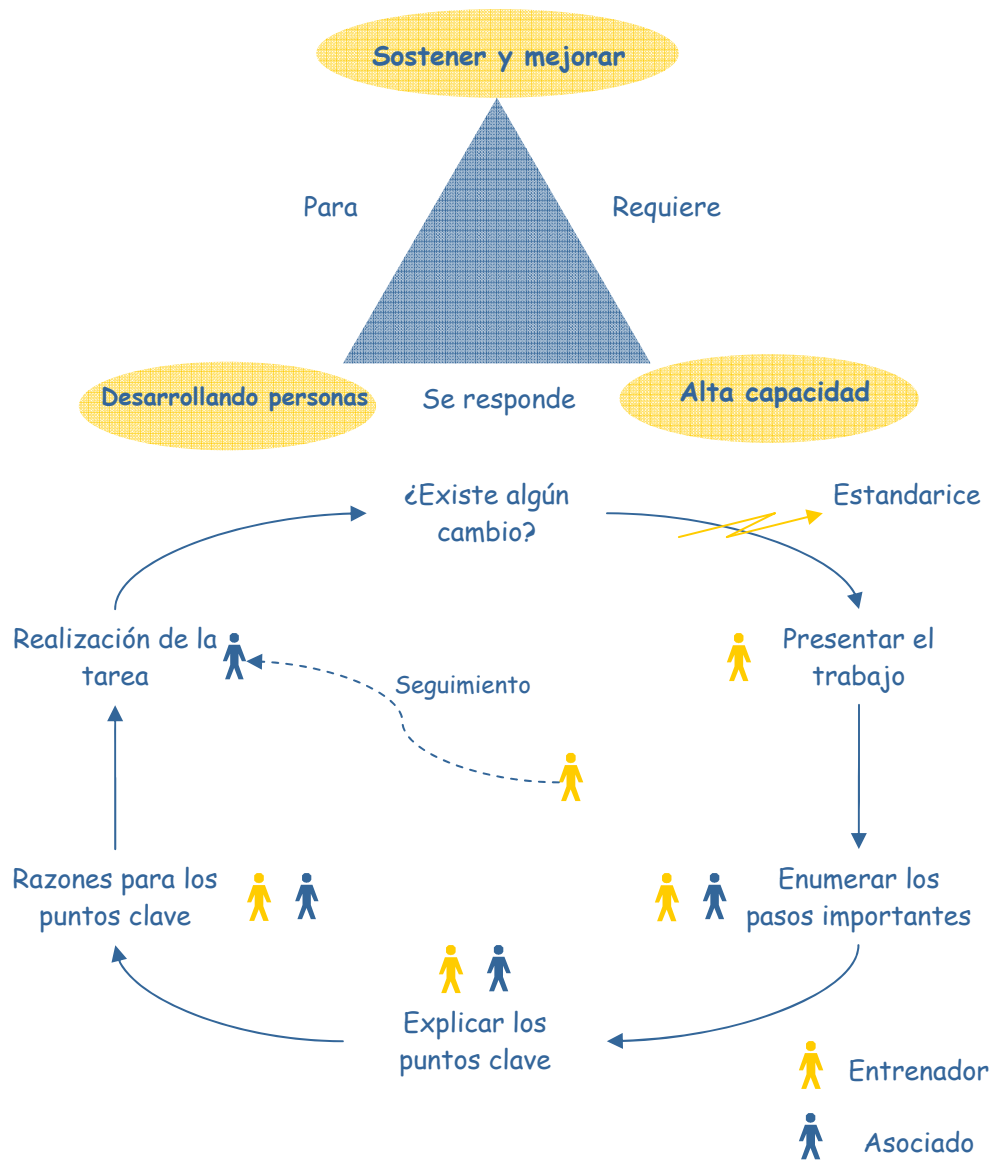 Sostener y mejorar
Para
Requiere
Desarrollando personas
Se responde
Alta capacidad
¿Existe algún
cambio?
Estandarice
Realización de la
tarea
Seguimiento
Presentar el
trabajo
Razones para los
puntos clave
Enumerar los
pasos importantes
Explicar los
puntos clave
Entrenador
Asociado